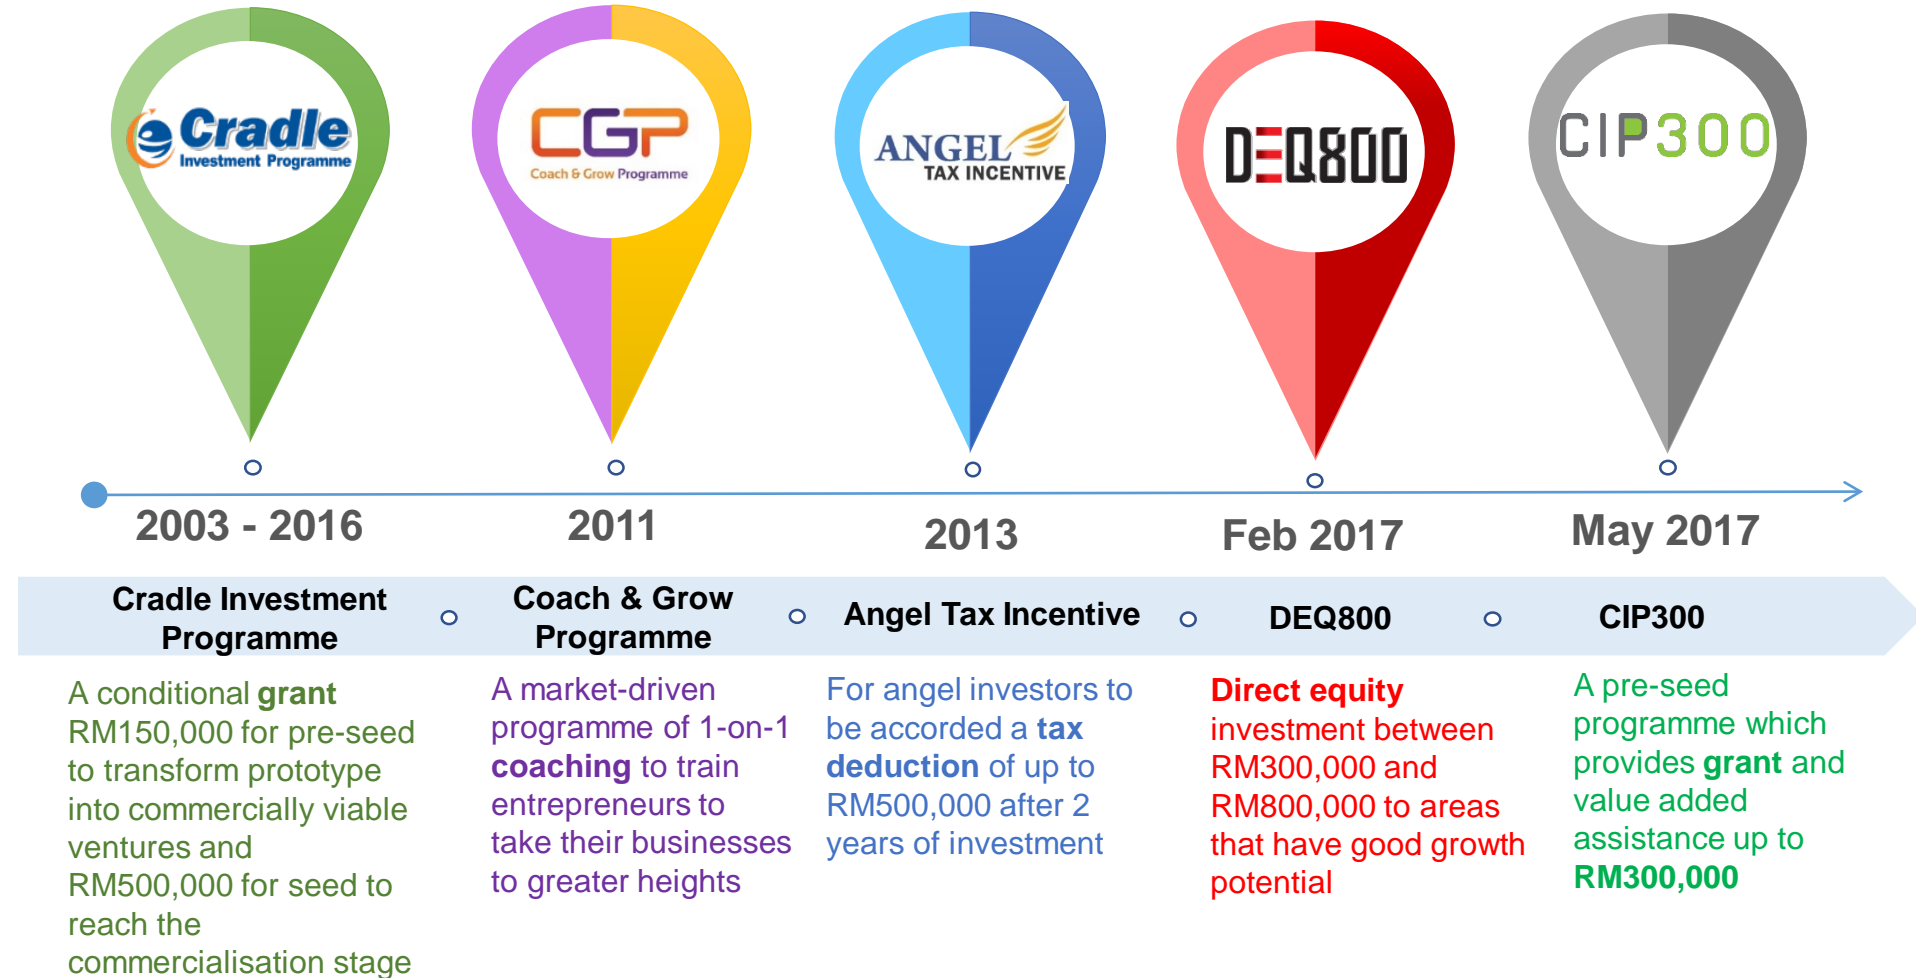 Cradle
Investment Programme
CGP
Coach & Grow Programme
ANGEL
TAX INCENTIVE
DEQ800
CIP300
2003 - 2016
2011
2013
Feb 2017
May 2017
Cradle Investment
Programme
Coach & Grow
Programme
Angel Tax Incentive
DEQ800
CIP300
A conditional grant
RM150,000 for pre-seed
to transform prototype
into commercially viable
ventures and
RM500,000 for seed to
reach the
commercialisation stage
A market-driven
programme of 1-on-1
coaching to train
entrepreneurs to
take their businesses
to greater heights
For angel investors to
be accorded a tax
deduction of up to
RM500,000 after 2
years of investment
Direct equity
investment between
RM300,000 and
RM800,000 to areas
that have good growth
potential
A pre-seed
programme which
provides grant and
value added
assistance up to
RM300,000